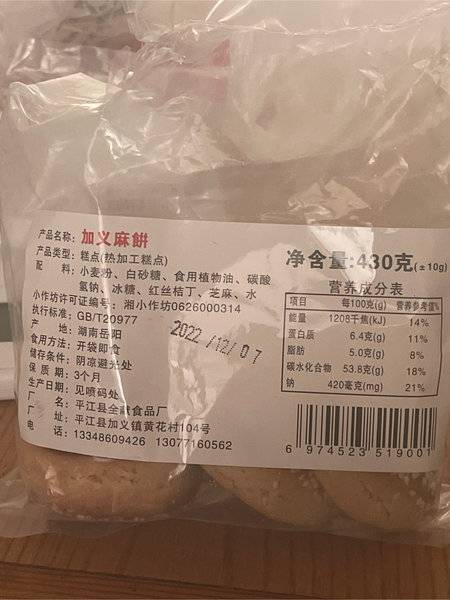 产品名称: 加义麻餅
产品类型: 糕点(热加工糕点)
配 料: 小麦粉、白砂糖、食用植物油、碳酸
氢钠、冰糖、红丝桔丁、芝麻、水
小作坊许可证编号: 湘小作坊0626000314
执行标准: GB/T20977
产 地: 湖南岳阳
食用方法: 开袋即食
储存条件: 阴凉避光处
保 质 期: 3个月
生产日期: 见喷码处
厂 名: 平江县全融食品厂
厂 址: 平江县加义镇黄花村104号
电 话: 13348609426 13077160562
2022/12/07
净含量:430克(±10g)
营养成分表
项目 每100克(g) 营养参考值%
能量 1208千焦(kJ) 14%
蛋白质 6.4克(g) 11%
脂肪 5.0克(g) 8%
碳水化合物 53.8克(g) 18%
钠 420毫克(mg) 21%
6 974523 519001